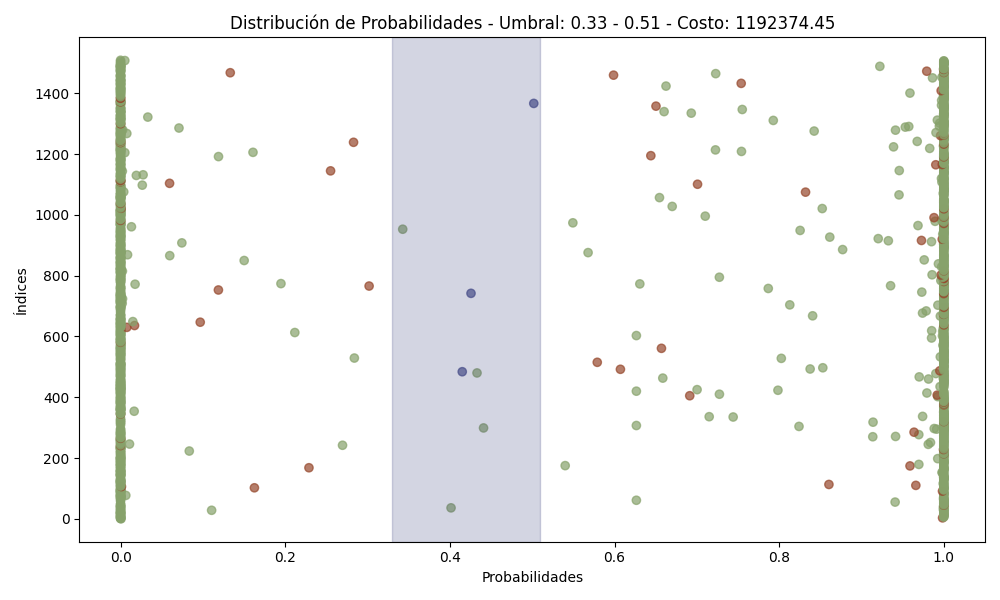 Distribución de Probabilidades - Umbral: 0.33 - 0.51 - Costo: 1192374.45
Índices
1400
1200
1000
800
600
400
200
0
0.0 0.2 0.4 0.6 0.8 1.0
Probabilidades